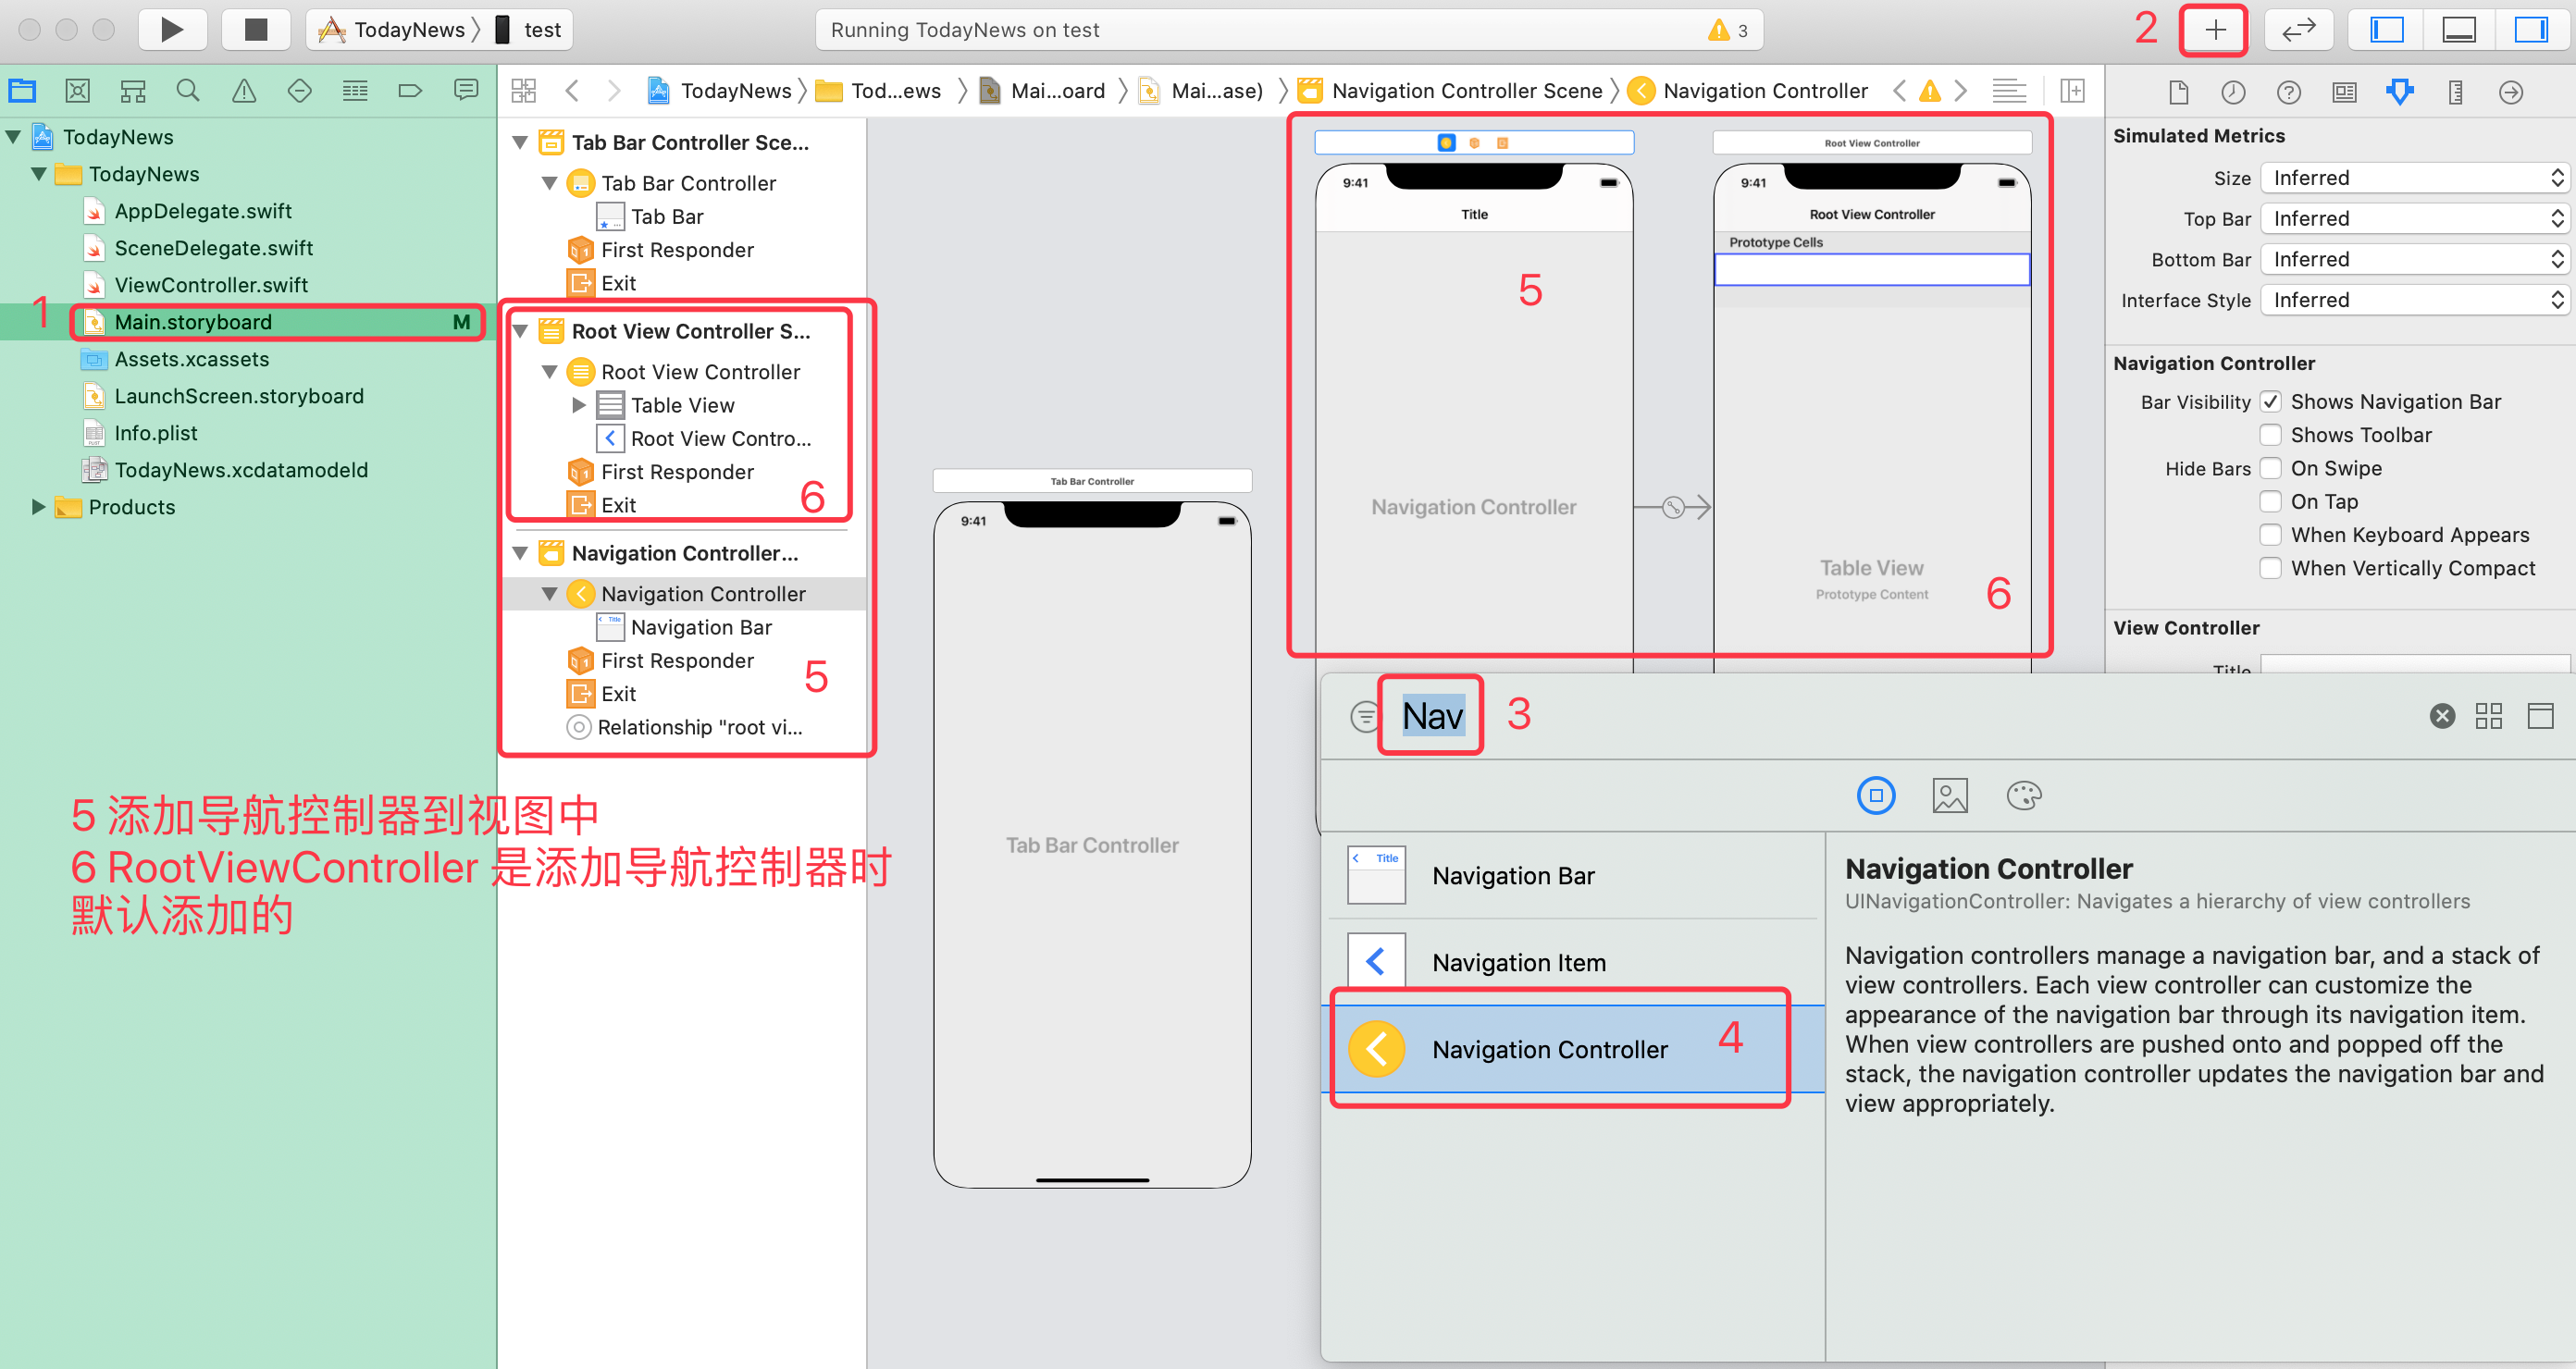 TodayNews
test
Running TodayNews on test
3
2
TodayNews
Tod...ews
Mai...oard
Mai...ase)
Navigation Controller Scene
Navigation Controller
TodayNews
TodayNews
AppDelegate.swift
SceneDelegate.swift
ViewController.swift
1
Main.storyboard
M
Assets.xcassets
LaunchScreen.storyboard
Info.plist
TodayNews.xcdatamodeld
Products
5 添加导航控制器到视图中
6 RootViewController 是添加导航控制器时
默认添加的
Tab Bar Controller Sce...
Tab Bar Controller
Tab Bar
First Responder
Exit
Root View Controller S...
Root View Controller
Table View
Root View Contro...
First Responder
Exit
6
Navigation Controller...
Navigation Controller
Navigation Bar
First Responder
5
Exit
Relationship "root vi...
Tab Bar Controller
9:41
Tab Bar Controller
9:41
Title
5
Navigation Controller
Root View Controller
9:41
Root View Controller
Prototype Cells
Table View
Prototype Content
6
Simulated Metrics
Size Inferred
Top Bar Inferred
Bottom Bar Inferred
Interface Style Inferred
Navigation Controller
Bar Visibility Shows Navigation Bar
Shows Toolbar
Hide Bars On Swipe
On Tap
When Keyboard Appears
When Vertically Compact
View Controller
Title
Nav
3
Title
Navigation Bar
Navigation Item
Navigation Controller
4
Navigation Controller
UINavigationController: Navigates a hierarchy of view controllers
Navigation controllers manage a navigation bar, and a stack of
view controllers. Each view controller can customize the
appearance of the navigation bar through its navigation item.
When view controllers are pushed onto and popped off the
stack, the navigation controller updates the navigation bar and
view appropriately.